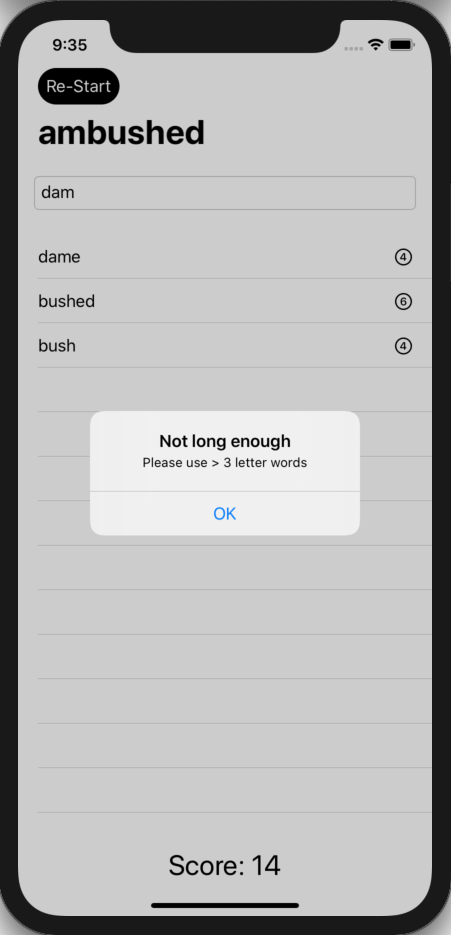 9:35
Re-Start
ambushed
dam
dame 4
bushed 6
bush 4
Not long enough
Please use > 3 letter words
OK
Score: 14